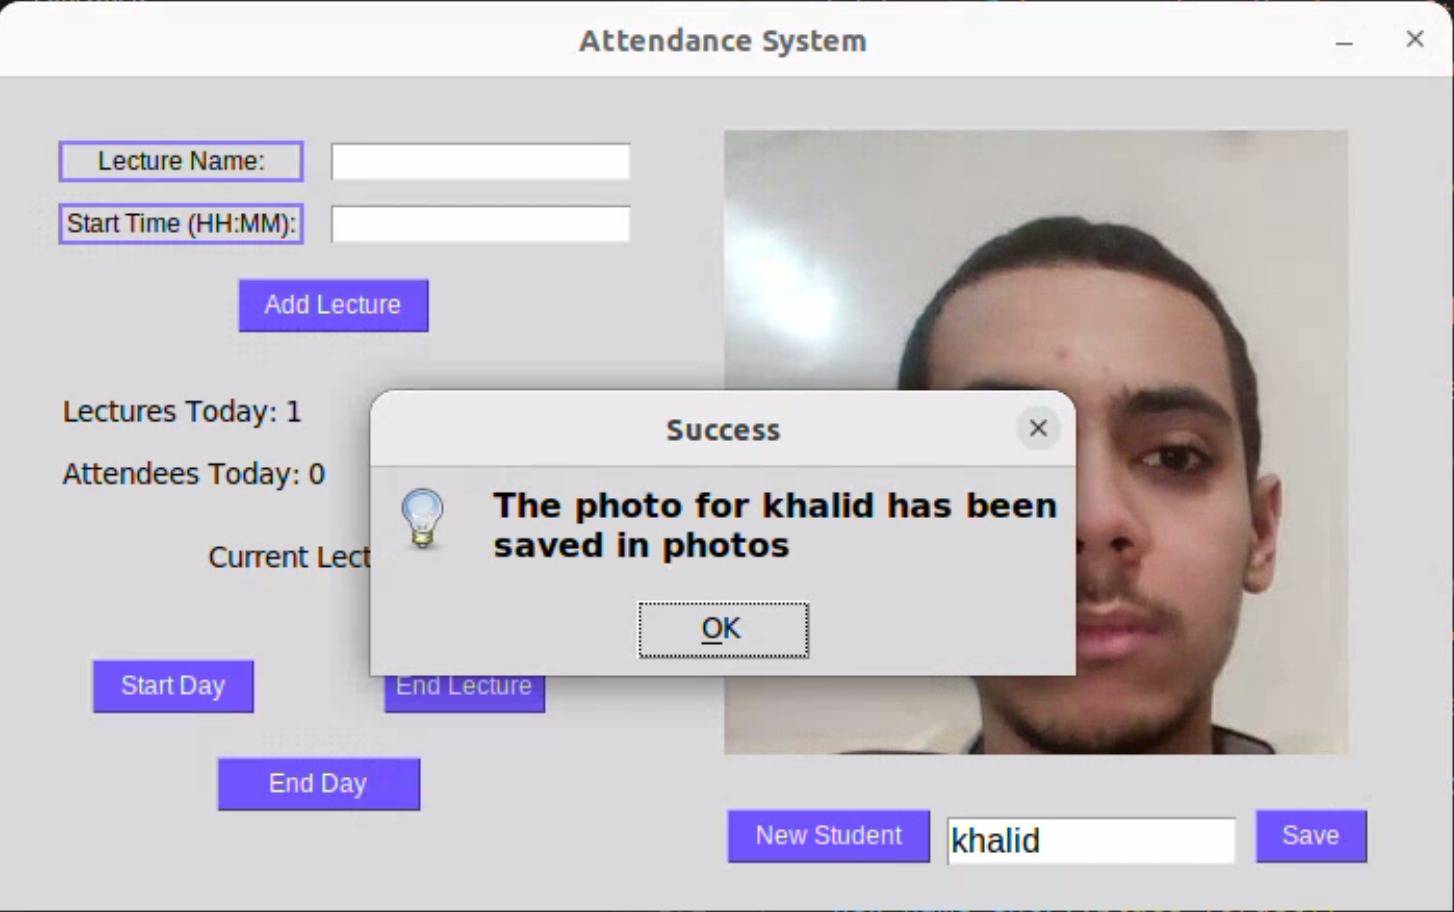 Attendance System
Lecture Name:
Start Time (HH:MM):
Add Lecture
Lectures Today: 1
Attendees Today: 0
Current Lect
Success
The photo for khalid has been
saved in photos
OK
Start Day
End Lecture
End Day
New Student
khalid
Save